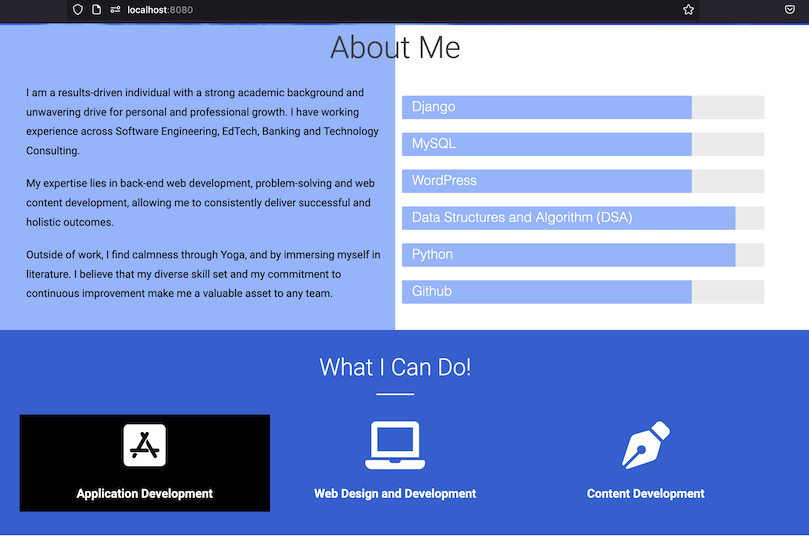 localhost:8080
About Me
I am a results-driven individual with a strong academic background and
unwavering drive for personal and professional growth. I have working
experience across Software Engineering, EdTech, Banking and Technology
Consulting.
My expertise lies in back-end web development, problem-solving and web
content development, allowing me to consistently deliver successful and
holistic outcomes.
Outside of work, I find calmness through Yoga, and by immersing myself in
literature. I believe that my diverse skill set and my commitment to
continuous improvement make me a valuable asset to any team.
Django
MySQL
WordPress
Data Structures and Algorithm (DSA)
Python
Github
What I Can Do!
Application Development
Web Design and Development
Content Development